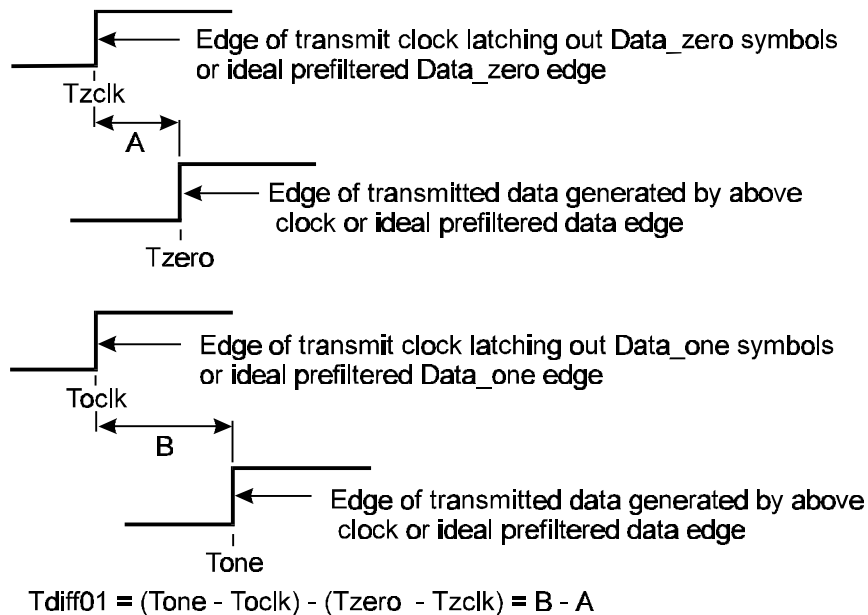 Edge of transmit clock latching out Data_zero symbols
or ideal prefiltered Data_zero edge
Tzclk
A
Edge of transmitted data generated by above
clock or ideal prefiltered data edge
Tzero
Edge of transmit clock latching out Data_one symbols
or ideal prefiltered Data_one edge
Toclk
B
Edge of transmitted data generated by above
clock or ideal prefiltered data edge
Tone
Tdiff01 = (Tone - Toclk) - (Tzero - Tzclk) = B - A